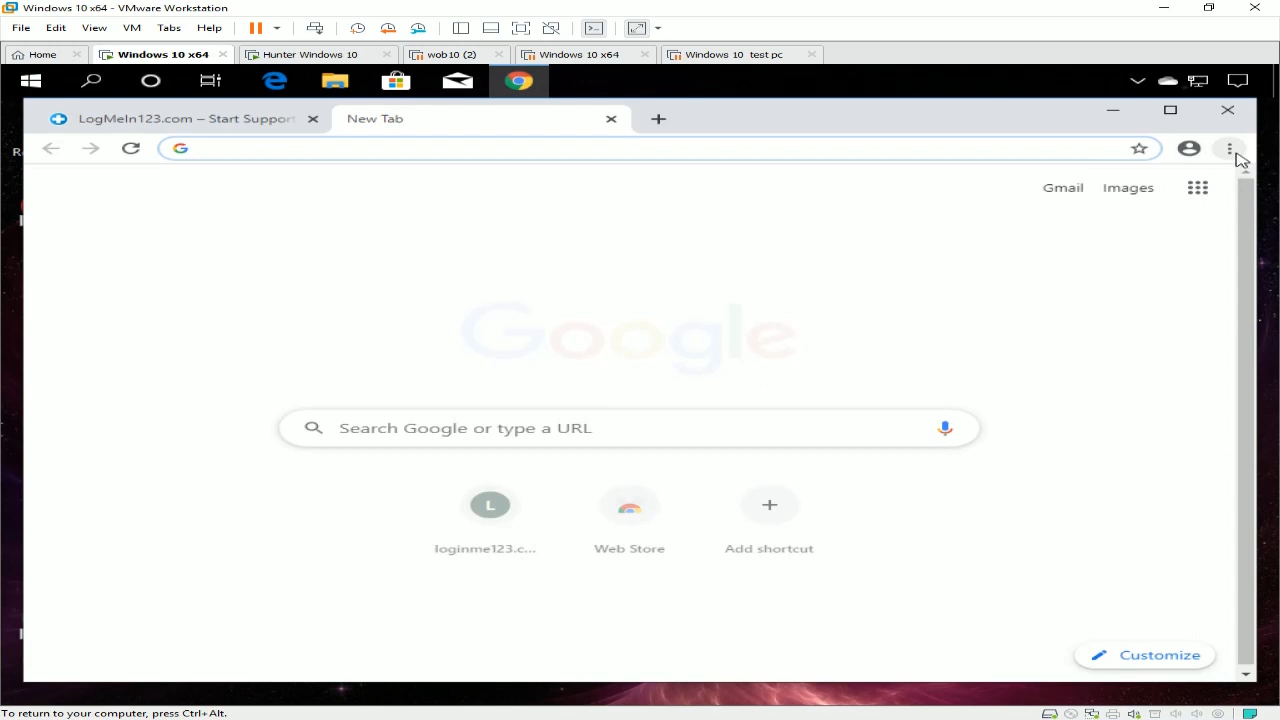 Windows 10 x64 - VMware Workstation
File Edit View VM Tabs Help
Home Windows 10 x64 Hunter Windows 10 wob10 (2) Windows 10 x64 Windows 10 test pc
LogMeIn123.com – Start Support New Tab
Gmail Images
Google
Search Google or type a URL
L
loginme123.c... Web Store Add shortcut
Customize
To return to your computer, press Ctrl+Alt.